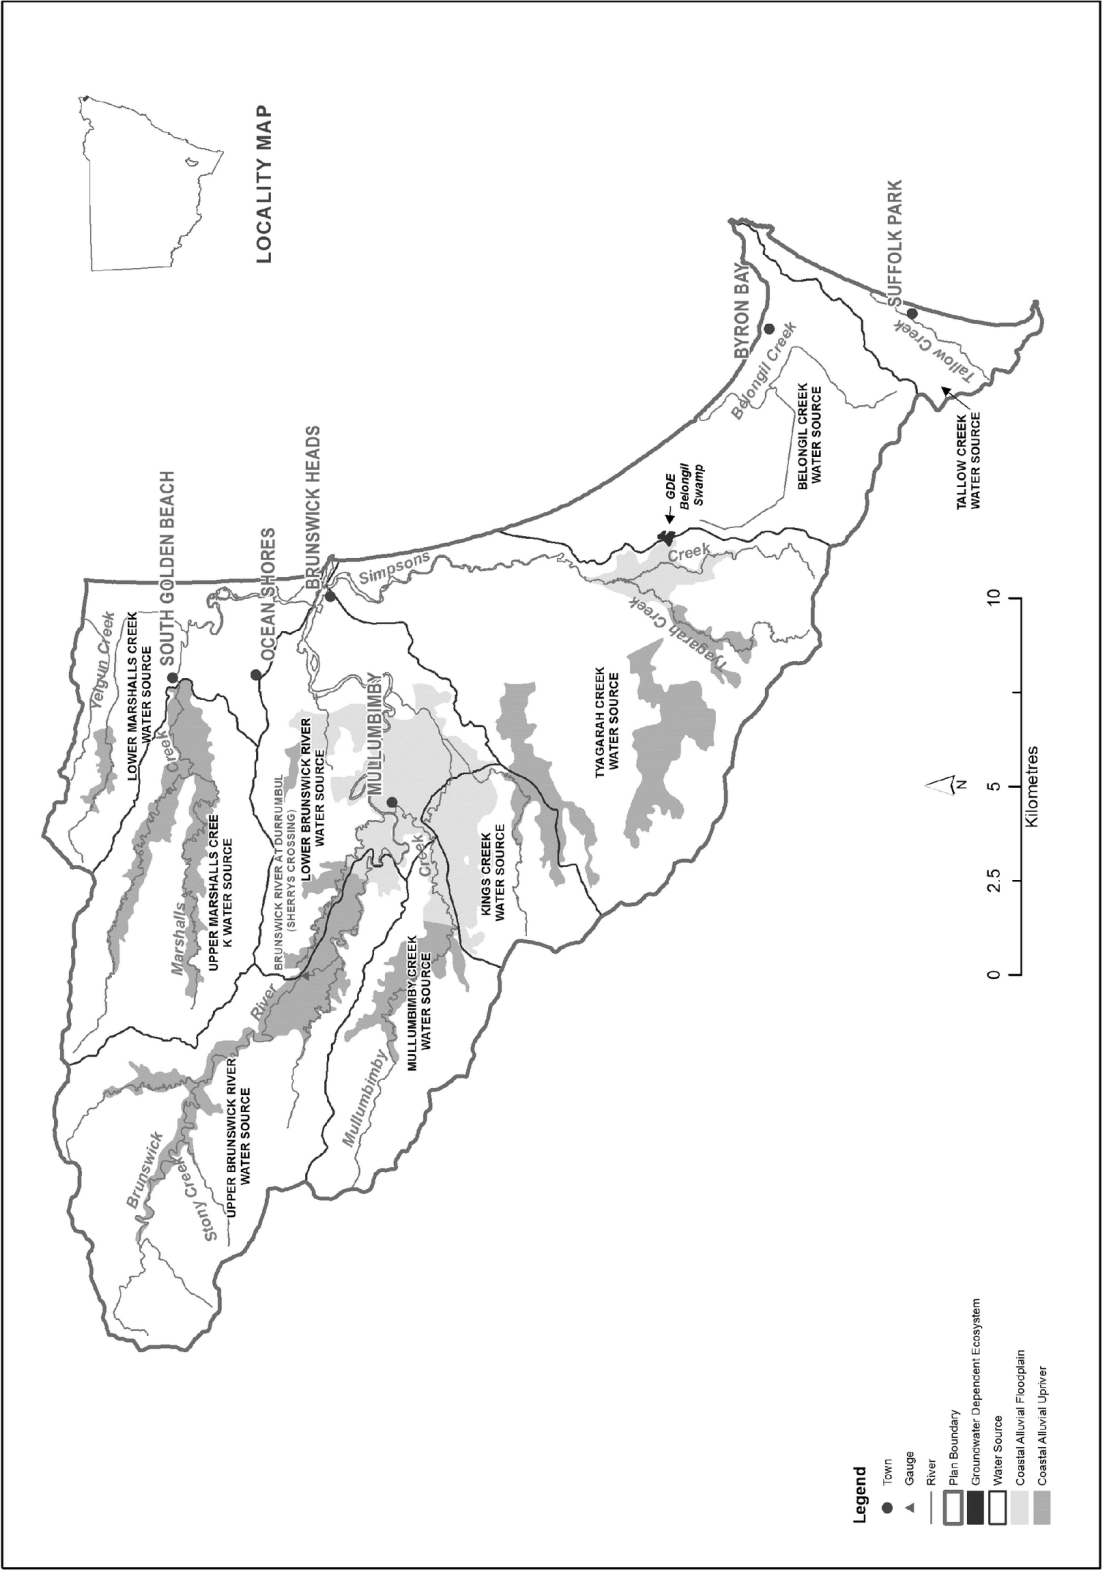 LOCALITY MAP
Yelgun Creek
SOUTH GOLDEN BEACH
OCEAN SHORES
BRUNSWICK HEADS
LOWER MARSHALLS CREEK
WATER SOURCE
Marshalls
Creek
UPPER MARSHALLS CREE
K WATER SOURCE
BRUNSWICK RIVER AT DURRUMBUL
(SHERRYS CROSSING)
LOWER BRUNSWICK RIVER
WATER SOURCE
MULLUMBIMBY
Simpsons
Creek
Brunswick
River
Stony Creek
UPPER BRUNSWICK RIVER
WATER SOURCE
Mullumbimby
Creek
MULLUMBIMBY CREEK
WATER SOURCE
KINGS CREEK
WATER SOURCE
TYAGARAH CREEK
WATER SOURCE
Tyagarah Creek
GDE
Belongil
Swamp
BYRON BAY
Belongil Creek
BELONGIL CREEK
WATER SOURCE
SUFFOLK PARK
Tallow Creek
TALLOW CREEK
WATER SOURCE
N
0
2.5
5
10
Kilometres
Legend
Town
Gauge
River
Plan Boundary
Groundwater Dependent Ecosystem
Water Source
Coastal Alluvial Floodplain
Coastal Alluvial Upriver